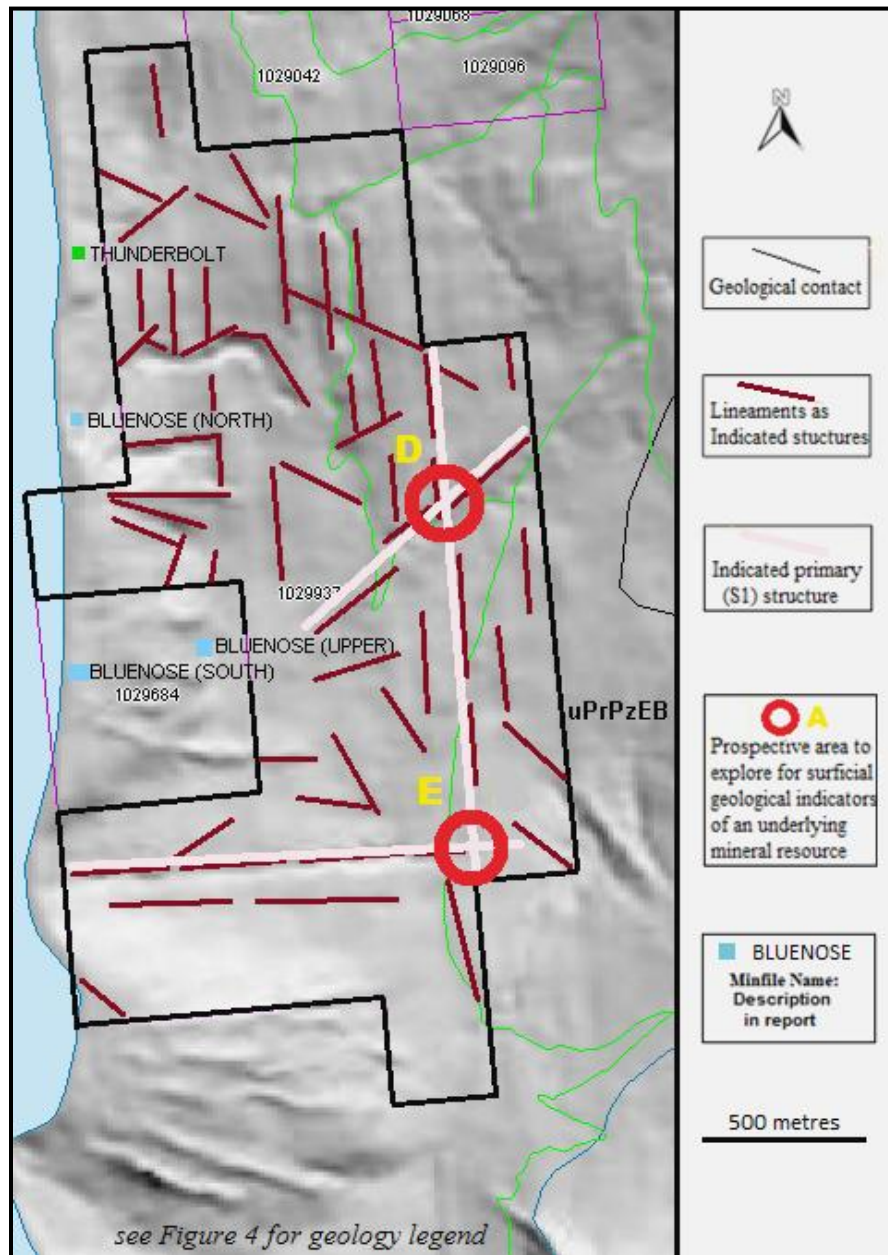 1029068
1029042
1029096
THUNDERBOLT
BLUENOSE (NORTH)
D
1029937
BLUENOSE (UPPER)
BLUENOSE (SOUTH)
1029684
uPrPzEB
E
see Figure 4 for geology legend
N
Geological contact
Lineaments as
Indicated stuctures
Indicated primary
(S1) structure
A
Prospective area to
explore for surficial
geological indicators
of an underlying
mineral resource
BLUENOSE
Minfile Name:
Description
in report
500 metres